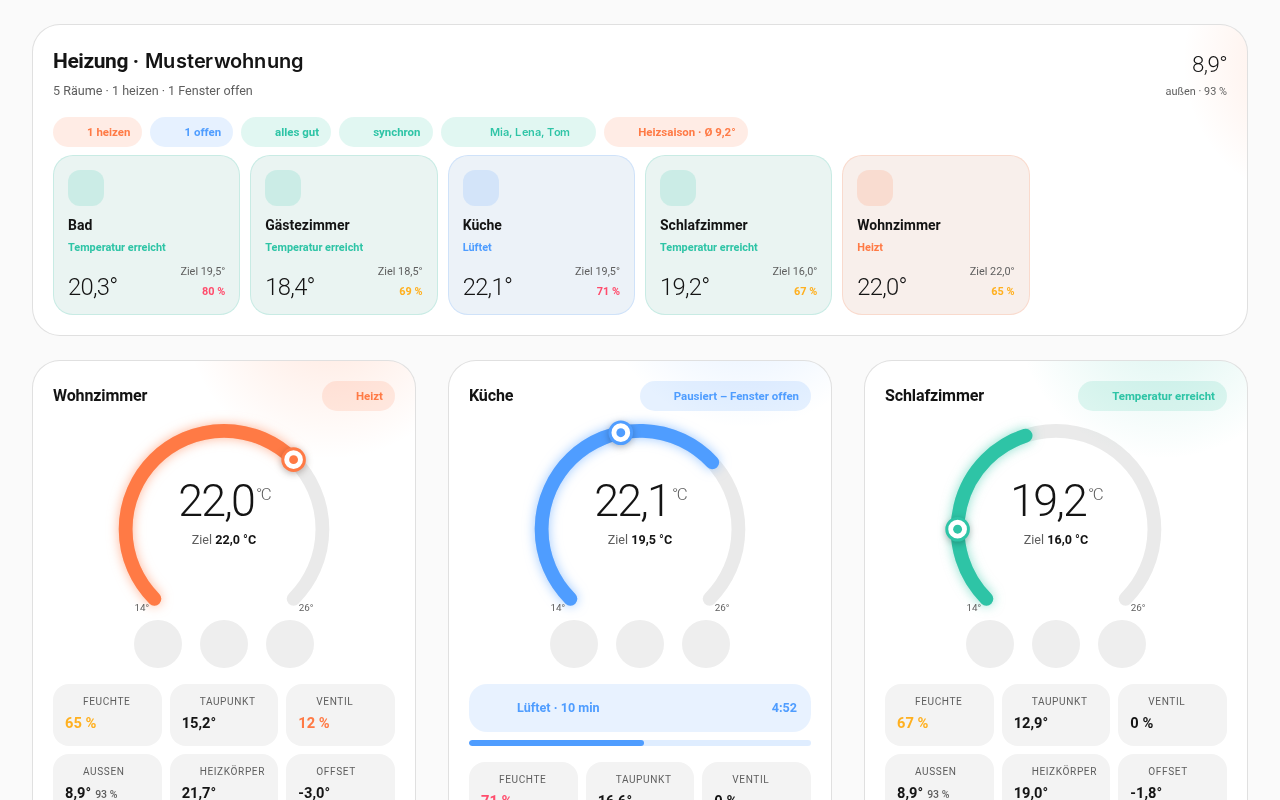 Heizung · Musterwohnung
5 Räume · 1 heizen · 1 Fenster offen
8,9°
außen · 93 %
1 heizen
1 offen
alles gut
synchron
Mia, Lena, Tom
Heizsaison · Ø 9,2°
Bad
Temperatur erreicht
20,3°
Ziel 19,5°
80 %
Gästezimmer
Temperatur erreicht
18,4°
Ziel 18,5°
69 %
Küche
Lüftet
22,1°
Ziel 19,5°
71 %
Schlafzimmer
Temperatur erreicht
19,2°
Ziel 16,0°
67 %
Wohnzimmer
Heizt
22,0°
Ziel 22,0°
65 %
Wohnzimmer
Heizt
22,0°C
Ziel 22,0 °C
14°
26°
FEUCHTE
65 %
TAUPUNKT
15,2°
VENTIL
12 %
AUSSEN
8,9° 93 %
HEIZKÖRPER
21,7°
OFFSET
-3,0°
Küche
Pausiert – Fenster offen
22,1°C
Ziel 19,5 °C
14°
26°
Lüftet · 10 min
4:52
FEUCHTE
71 %
TAUPUNKT
16,6°
VENTIL
0 %
Schlafzimmer
Temperatur erreicht
19,2°C
Ziel 16,0 °C
14°
26°
FEUCHTE
67 %
TAUPUNKT
12,9°
VENTIL
0 %
AUSSEN
8,9° 93 %
HEIZKÖRPER
19,0°
OFFSET
-1,8°